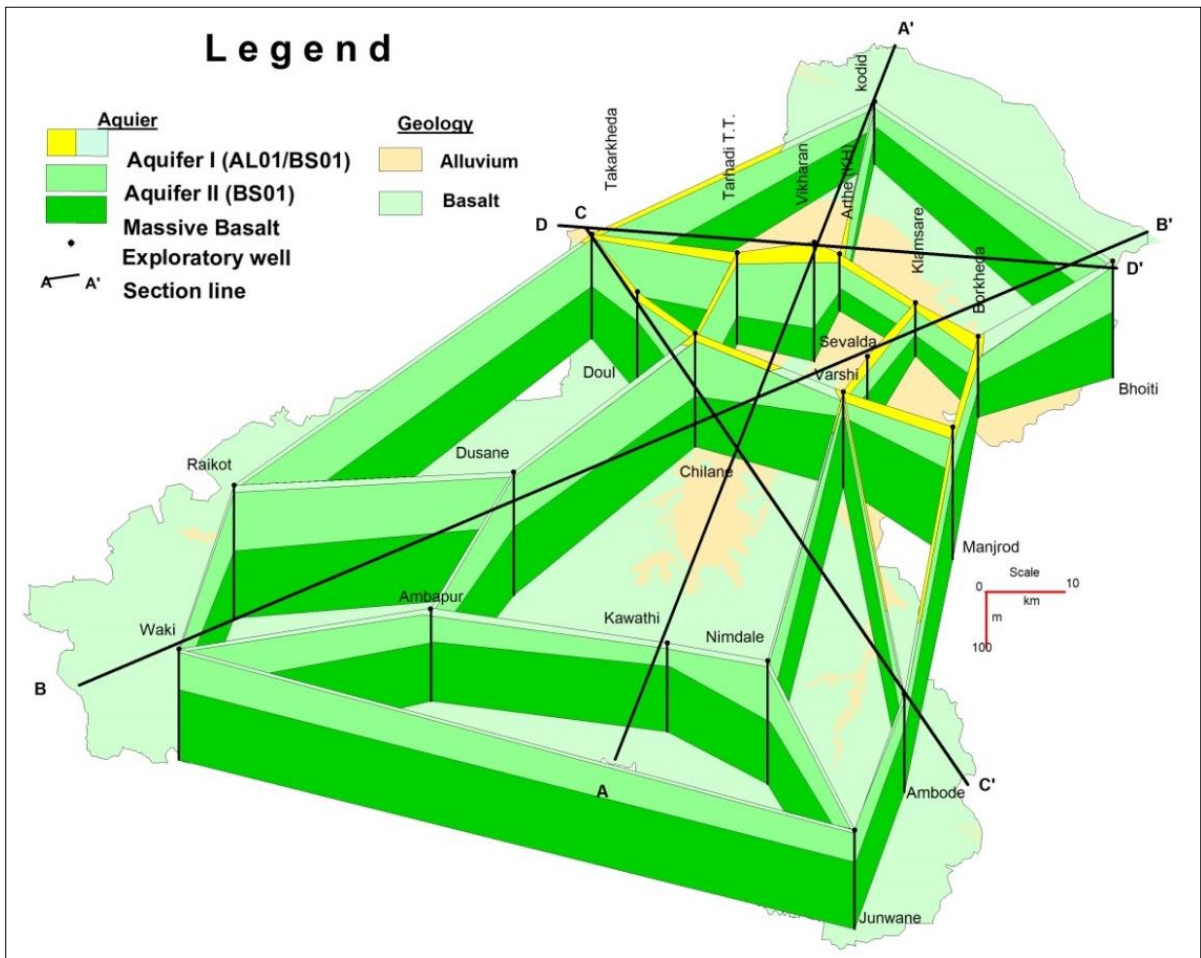 Legend
Aquier
Aquifer I (AL01/BS01)
Aquifer II (BS01)
Massive Basalt
Exploratory well
A A' Section line
Geology
Alluvium
Basalt
A'
kodid
Takarkheda
Tarhadi T.T.
Vikharan
Arthe (KH)
D C
B'
D'
Klamsare
Borkheda
Sevalda
Doul
Varshi
Bhoiti
Raikot
Dusane
Chilane
Manjrod
Scale
0 10
km
m
100
Ambapur
Kawathi
Nimdale
Waki
B
A
Ambode
C'
Junwane